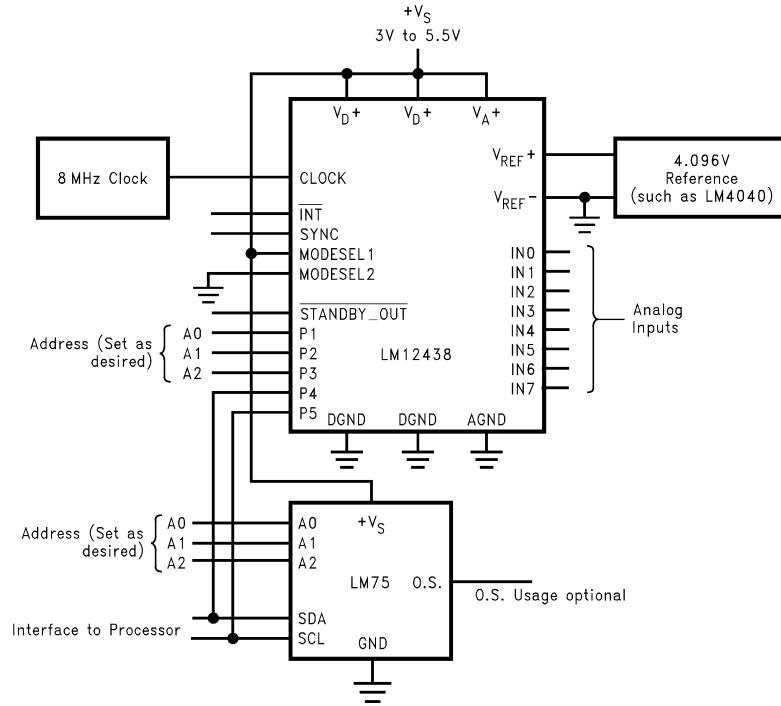 +VS
3V to 5.5V
VD+ VD+ VA+
8 MHz Clock
CLOCK
INT
SYNC
MODESEL1
MODESEL2
STANDBY_OUT
P1
P2
P3
P4
P5
LM12438
VREF+
VREF-
4.096V
Reference
(such as LM4040)
IN0
IN1
IN2
IN3
IN4
IN5
IN6
IN7
Analog
Inputs
Address (Set as
desired)
A0
A1
A2
DGND DGND AGND
+VS
Address (Set as
desired)
A0
A1
A2
A0
A1
A2
LM75
O.S.
O.S. Usage optional
Interface to Processor
SDA
SCL
GND